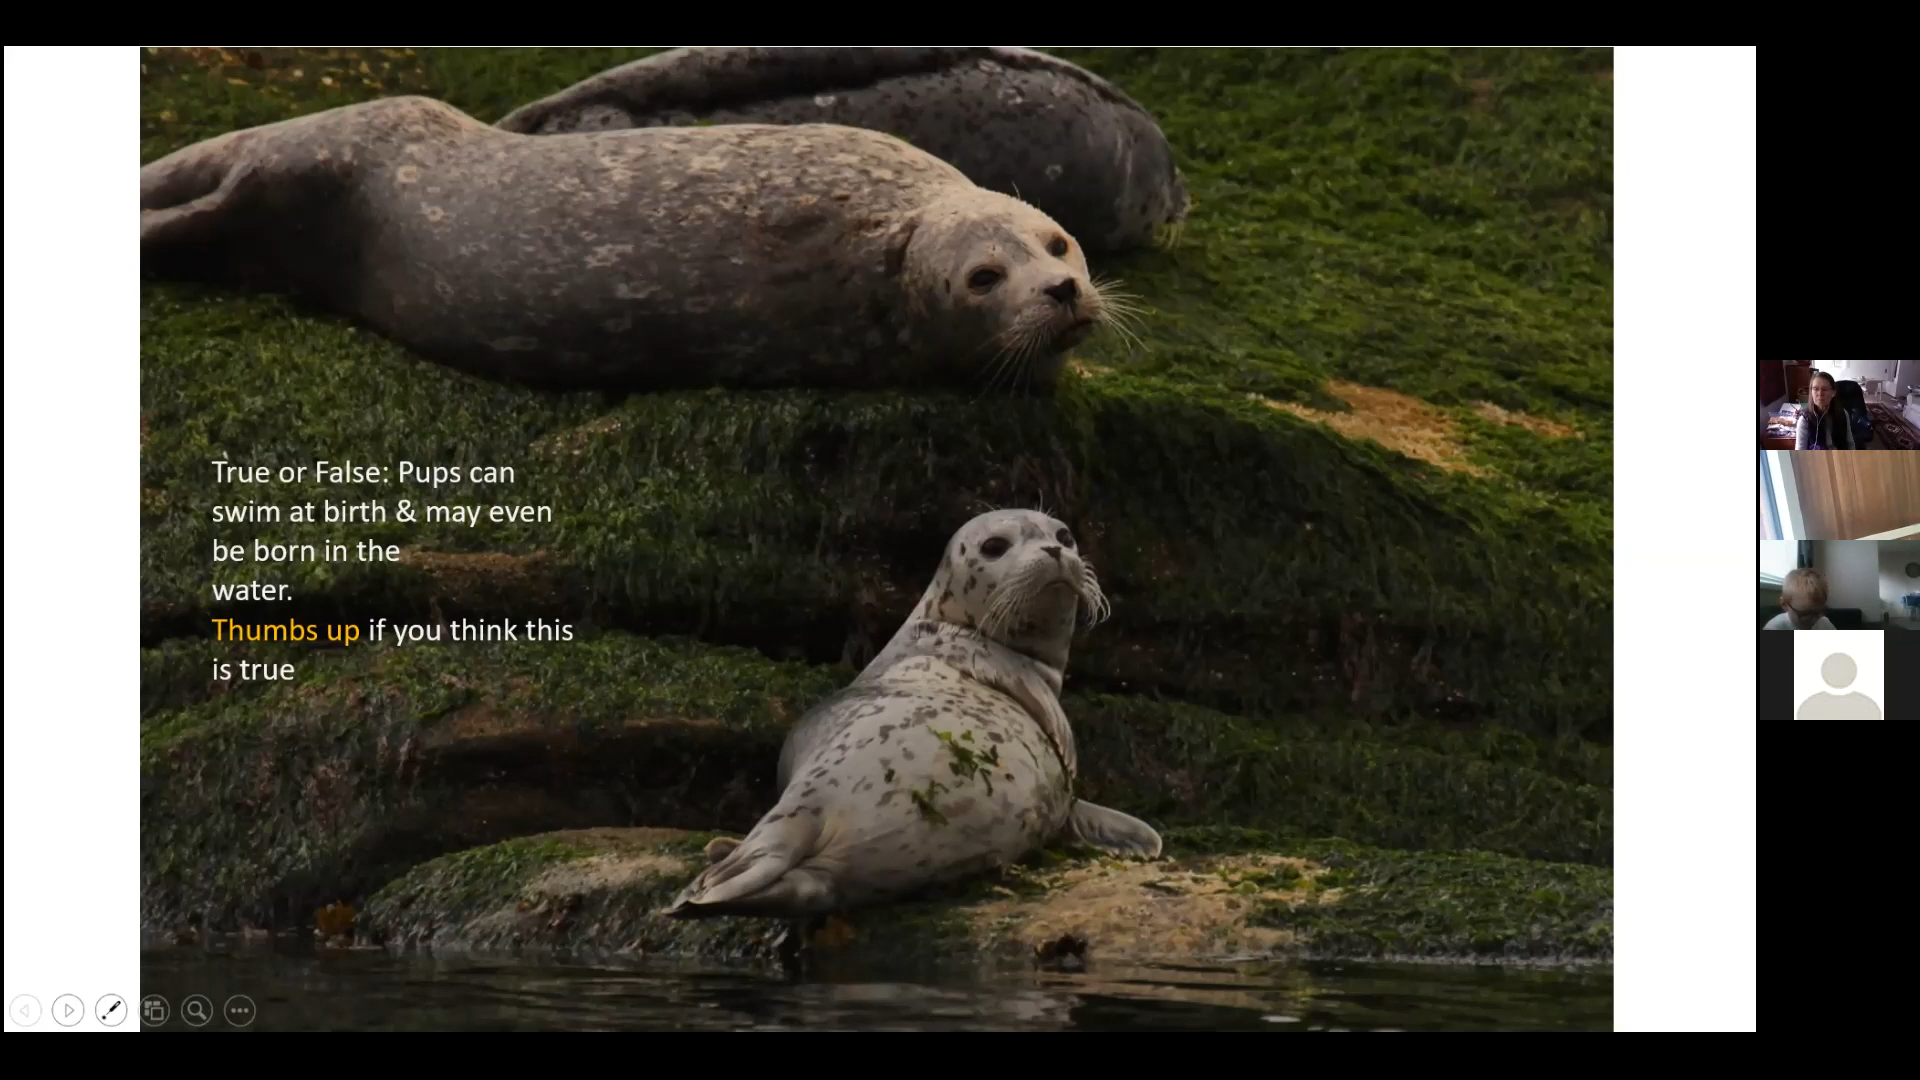 True or False: Pups can
swim at birth & may even
be born in the
water.
Thumbs up if you think this
is true